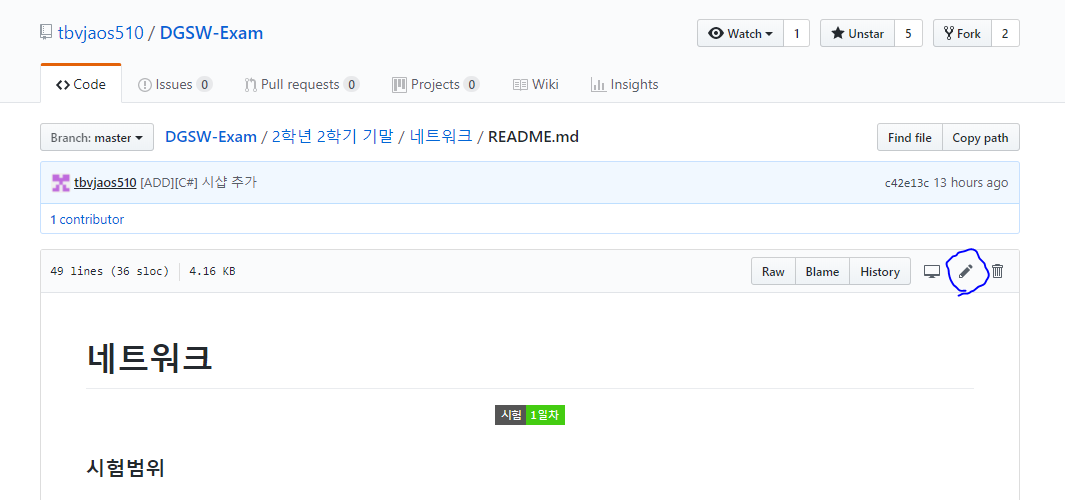 tbvjaos510 / DGSW-Exam
Watch 1 Unstar 5 Fork 2
Code Issues 0 Pull requests 0 Projects 0 Wiki Insights
Branch: master DGSW-Exam / 2학년 2학기 기말 / 네트워크 / README.md Find file Copy path
tbvjaos510 [ADD][C#] 시샵 추가 c42e13c 13 hours ago
1 contributor
49 lines (36 sloc) 4.16 KB Raw Blame History
네트워크
시험 1일차
시험범위